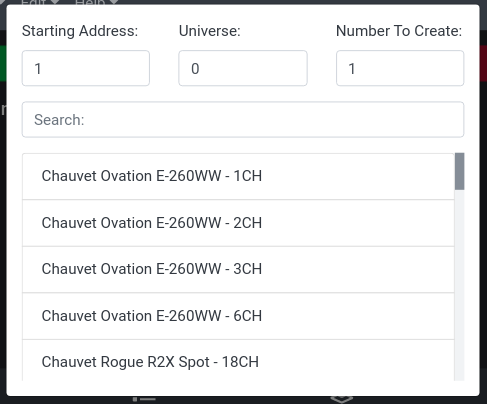 Edit Help
Starting Address: Universe: Number To Create:
1 0 1
Search:
Chauvet Ovation E-260WW - 1CH
Chauvet Ovation E-260WW - 2CH
Chauvet Ovation E-260WW - 3CH
Chauvet Ovation E-260WW - 6CH
Chauvet Rogue R2X Spot - 18CH